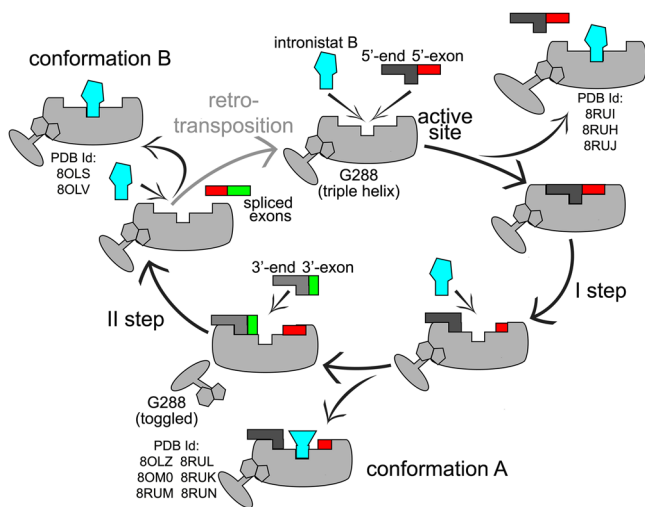 conformation B
PDB Id:
8OLS
8OLV
retro-
transposition
intronistat B
5'-end 5'-exon
active
site
G288
(triple helix)
PDB Id:
8RUI
8RUH
8RUJ
spliced
exons
I step
3'-end 3'-exon
II step
G288
(toggled)
PDB Id:
8OLZ 8RUL
8OM0 8RUK
8RUM 8RUN
conformation A